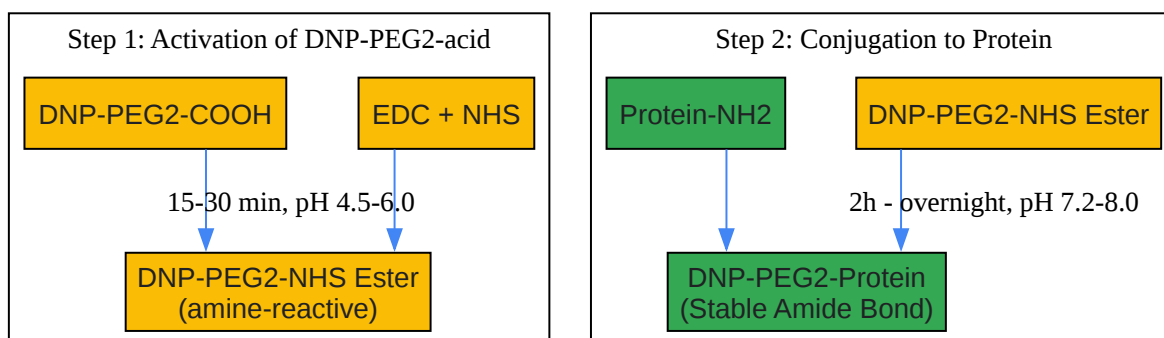 Step 1: Activation of DNP-PEG2-acid
DNP-PEG2-COOH
EDC + NHS
15-30 min, pH 4.5-6.0
DNP-PEG2-NHS Ester
(amine-reactive)
Step 2: Conjugation to Protein
Protein-NH2
DNP-PEG2-NHS Ester
2h - overnight, pH 7.2-8.0
DNP-PEG2-Protein
(Stable Amide Bond)